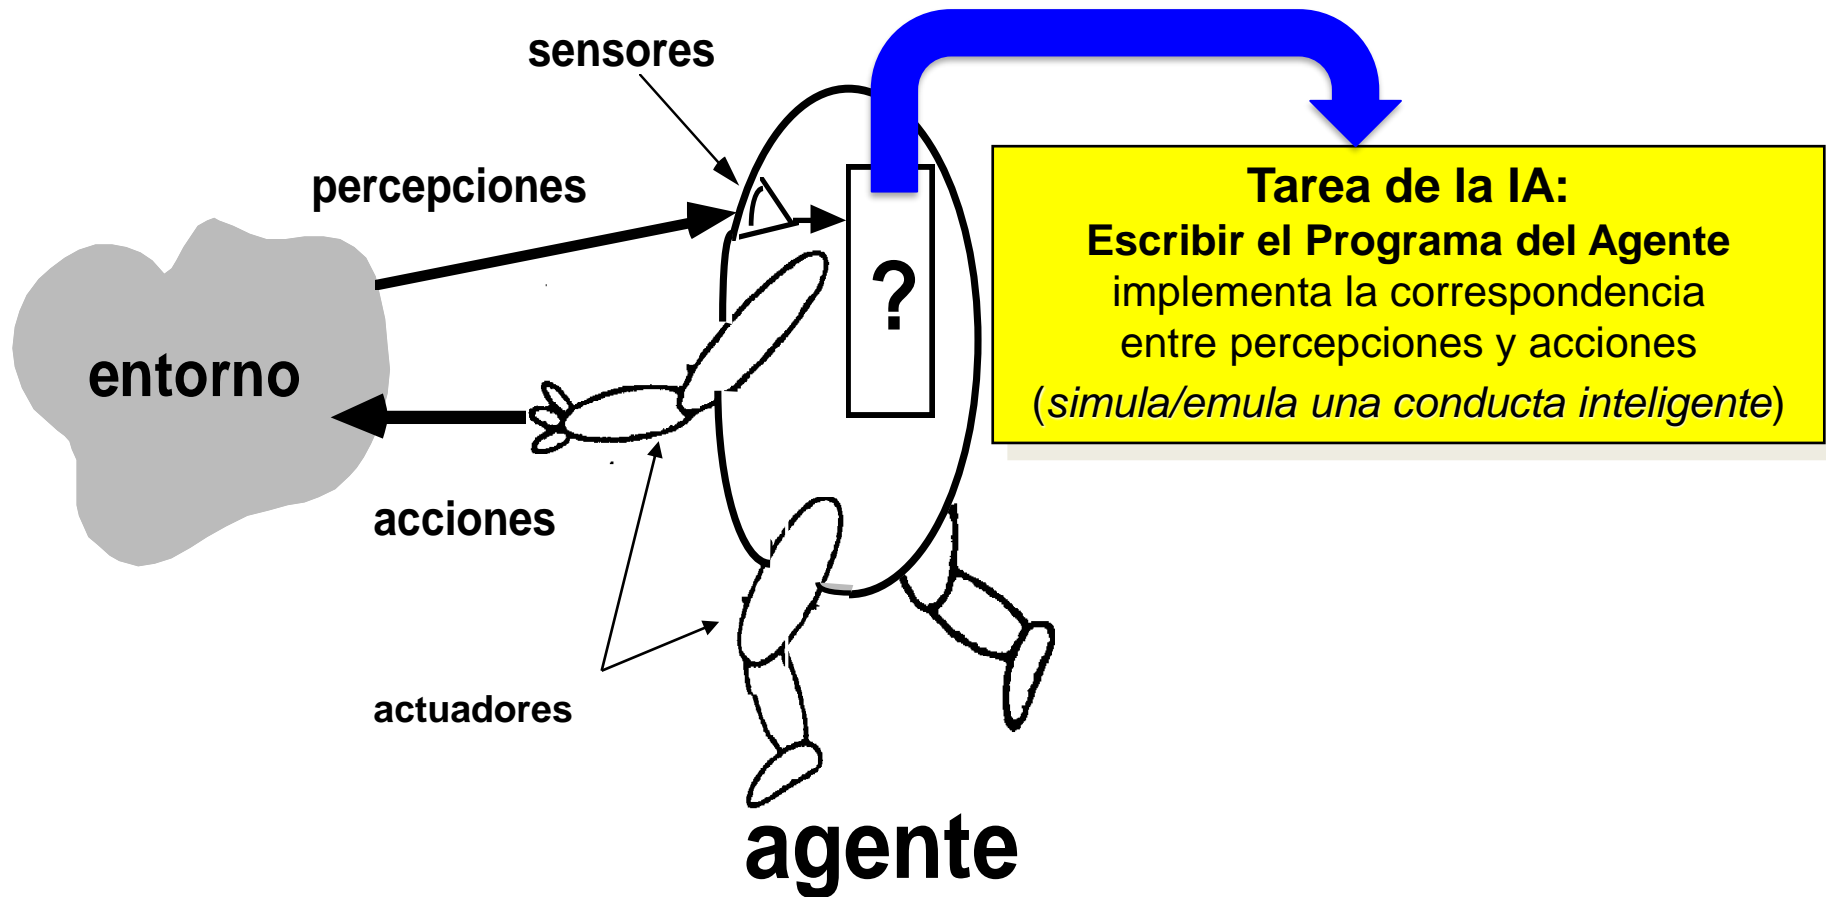 sensores
percepciones
entorno
?
Tarea de la IA:
Escribir el Programa del Agente
implementa la correspondencia
entre percepciones y acciones
(simula/emula una conducta inteligente)
acciones
actuadores
agente